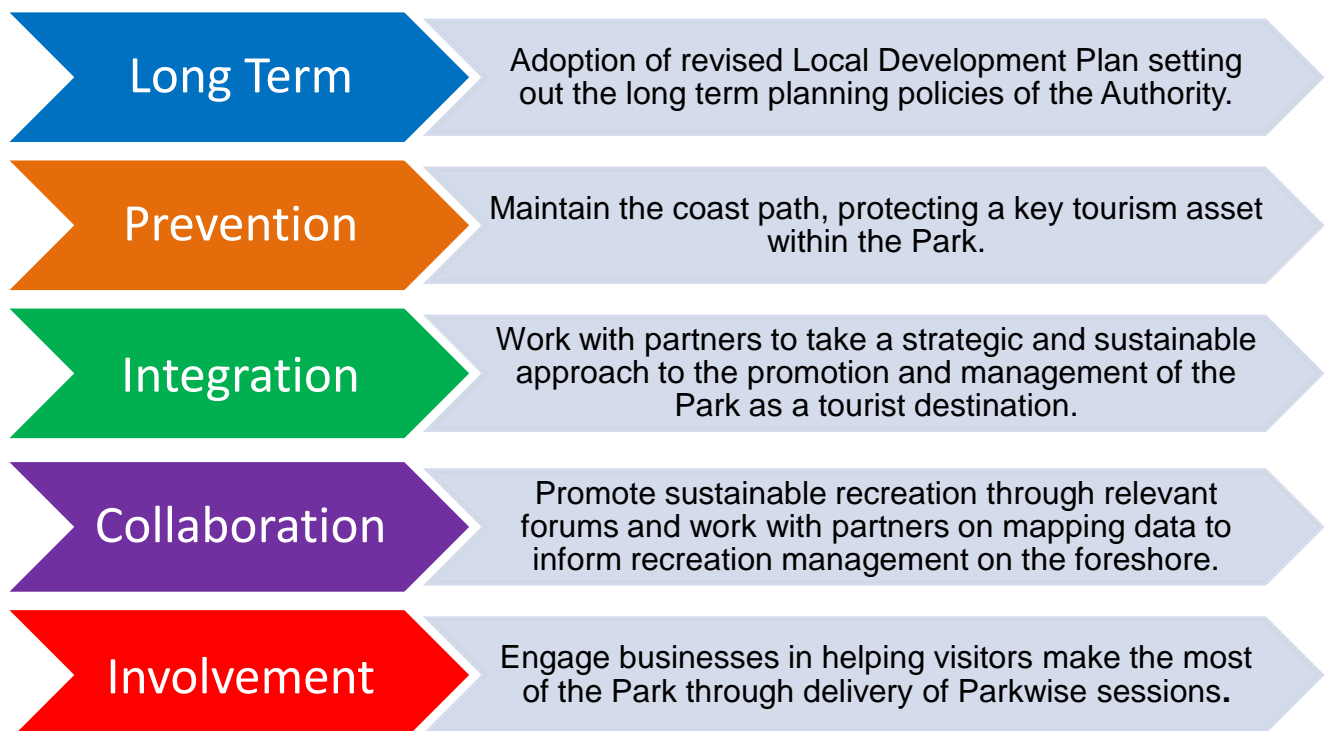 Long Term
Adoption of revised Local Development Plan setting
out the long term planning policies of the Authority.
Prevention
Maintain the coast path, protecting a key tourism asset
within the Park.
Integration
Work with partners to take a strategic and sustainable
approach to the promotion and management of the
Park as a tourist destination.
Collaboration
Promote sustainable recreation through relevant
forums and work with partners on mapping data to
inform recreation management on the foreshore.
Involvement
Engage businesses in helping visitors make the most
of the Park through delivery of Parkwise sessions.